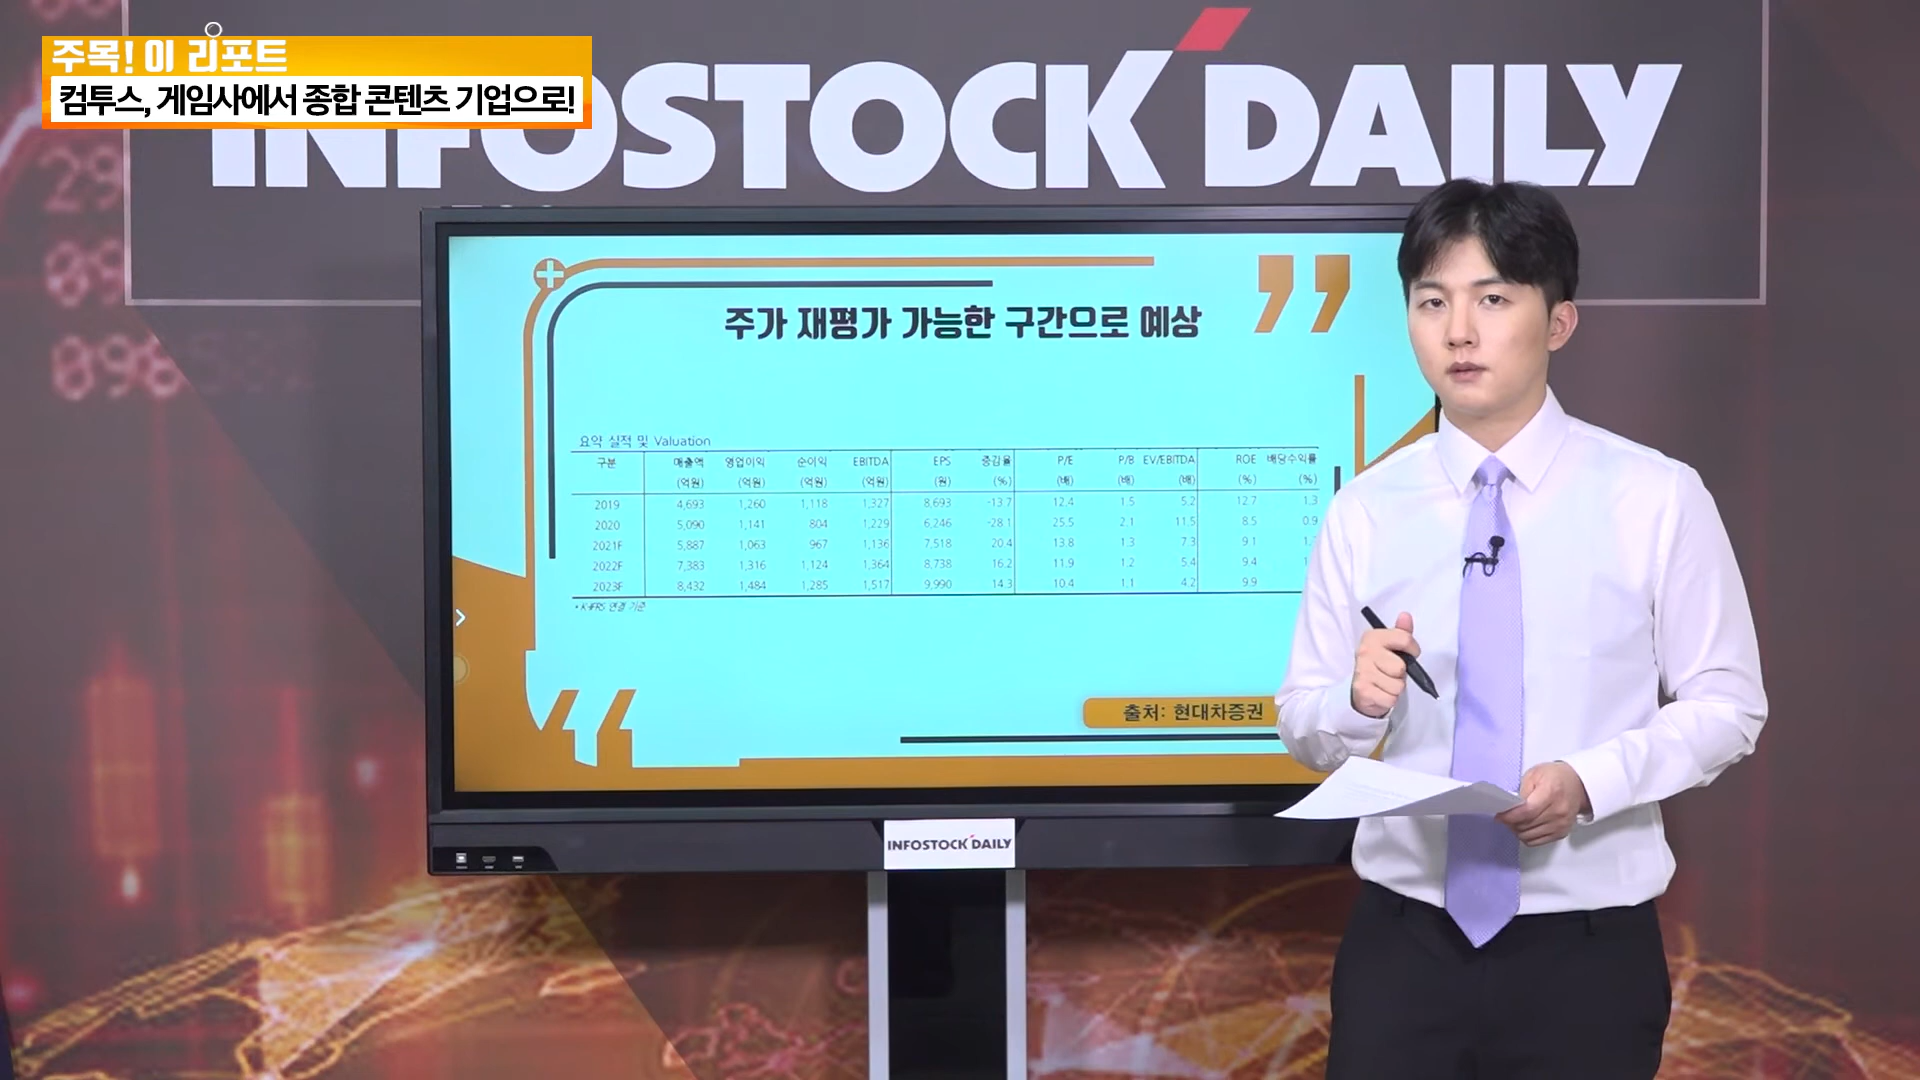 주목! 이 리포트
컴투스, 게임사에서 종합 콘텐츠 기업으로!
INFOSTOCK DAILY
주가 재평가 가능한 구간으로 예상
요약 실적 및 Valuation
구분 매출액 영업이익 순이익 EBITDA EPS 증감율 P/E P/B EV/EBITDA ROE 배당수익률
(억원) (억원) (억원) (억원) (원) (%) (배) (배) (배) (%) (%)
2019 4,693 1,260 1,118 1,327 8,693 -13.7 12.4 1.5 5.2 12.7 1.3
2020 5,090 1,141 804 1,229 6,246 -28.1 25.5 2.1 11.5 8.5 0.9
2021F 5,887 1,063 967 1,136 7,518 20.4 13.8 1.3 7.3 9.1
2022F 7,383 1,316 1,124 1,364 8,738 16.2 11.9 1.2 5.4 9.4
2023F 8,432 1,484 1,285 1,517 9,990 14.3 10.4 1.1 4.2 9.9
* K-IFRS 연결 기준
출처: 현대차증권
INFOSTOCK DAILY